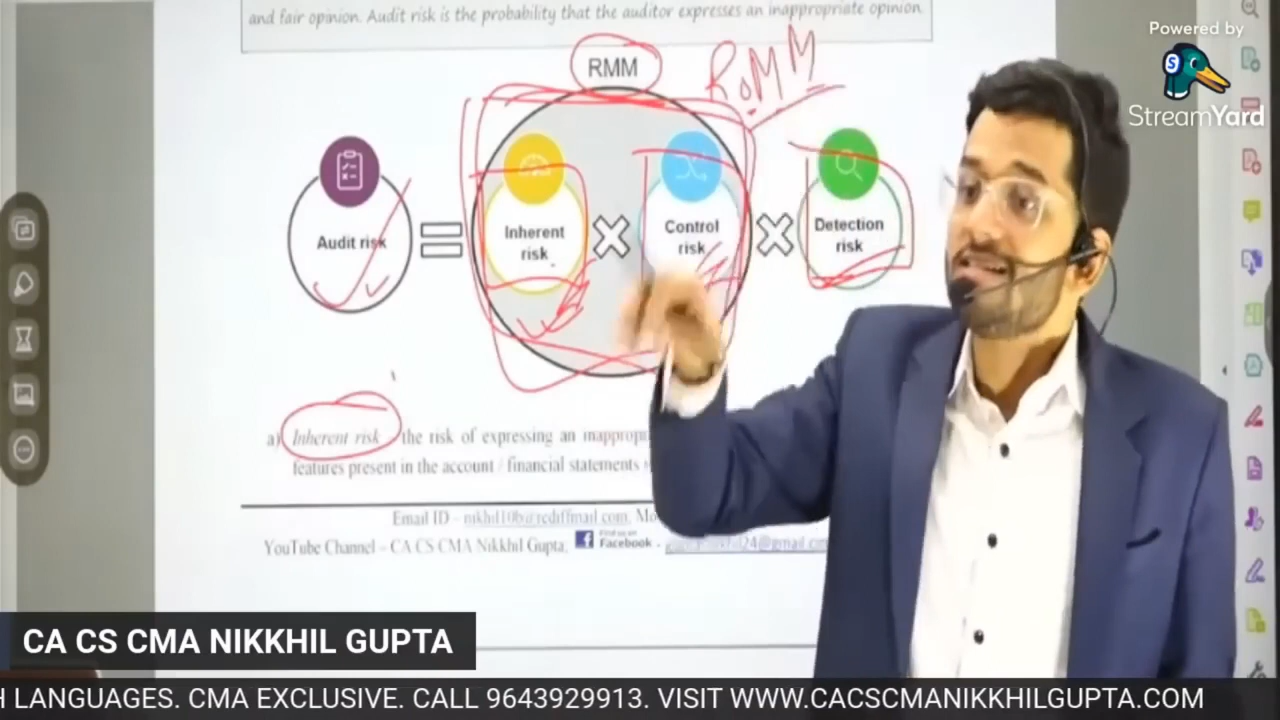 and fair opinion. Audit risk is the probability that the auditor expresses an inappropriate opinion.
Powered by
StreamYard
RMM
RoMM
Audit risk
Inherent risk
Control risk
Detection risk
a) Inherent risk the risk of expressing an
features present in the account / financial statements
Email ID -
YouTube Channel – CA CS CMA Nikkhil Gupta,
Find us on
Facebook -
CA CS CMA NIKKHIL GUPTA
H LANGUAGES. CMA EXCLUSIVE. CALL 9643929913. VISIT WWW.CACSCMANIKKHILGUPTA.COM